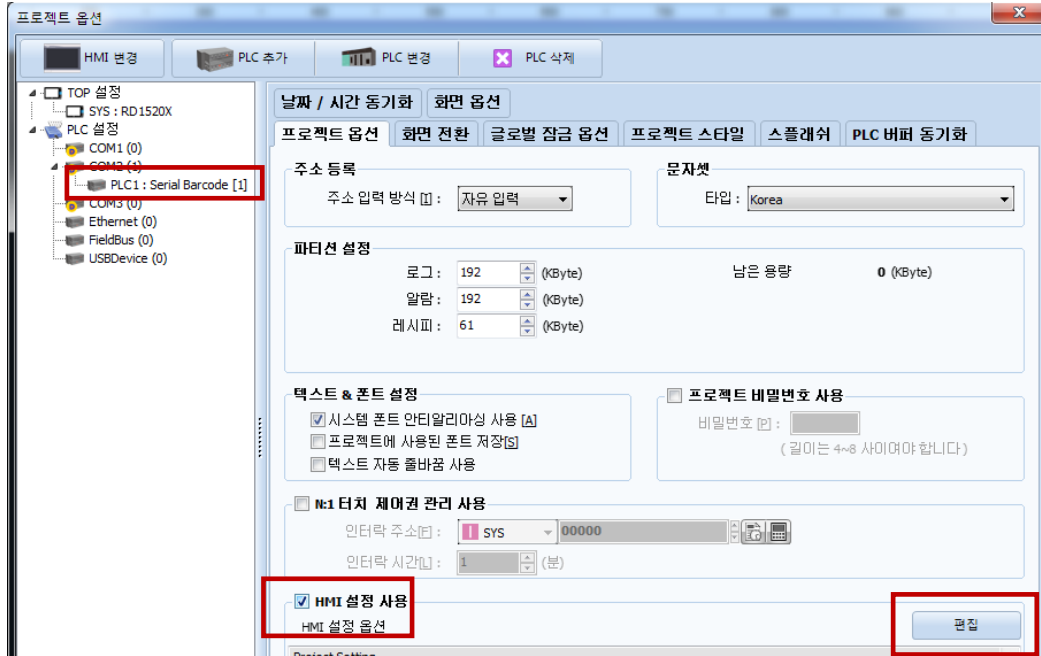 프로젝트 옵션
HMI 변경
PLC 추가
PLC 변경
PLC 삭제
TOP 설정
SYS : RD1520X
PLC 설정
COM1 (0)
COM2 (1)
PLC1 : Serial Barcode [1]
COM3 (0)
Ethernet (0)
FieldBus (0)
USBDevice (0)
날짜 / 시간 동기화 화면 옵션
프로젝트 옵션 화면 전환 글로벌 잠금 옵션 프로젝트 스타일 스플래쉬 PLC 버퍼 동기화
주소 등록
주소 입력 방식 [I] : 자유 입력
문자셋
타입 : Korea
파티션 설정
로그 : 192 (KByte)
남은 용량 0 (KByte)
알람 : 192 (KByte)
레시피 : 61 (KByte)
텍스트 & 폰트 설정
시스템 폰트 안티알리아싱 사용 [A]
프로젝트에 사용된 폰트 저장[S]
텍스트 자동 줄바꿈 사용
프로젝트 비밀번호 사용
비밀번호 [P] :
( 길이는 4~8 사이여야 합니다 )
N:1 터치 제어권 관리 사용
인터락 주소[F] : SYS 00000
인터락 시간[L] : 1 (분)
HMI 설정 사용
HMI 설정 옵션
편집
Project Setting